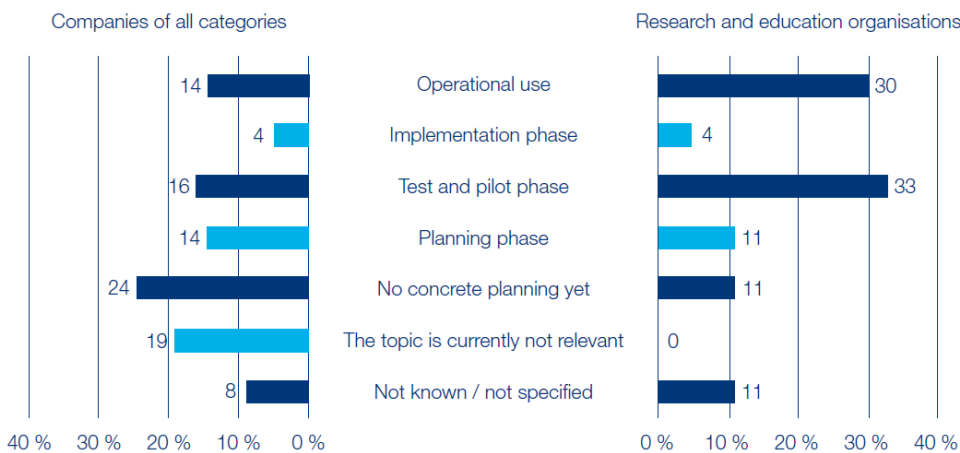 Companies of all categories
Research and education organisations
14 Operational use 30
4 Implementation phase 4
16 Test and pilot phase 33
14 Planning phase 11
24 No concrete planning yet 11
19 The topic is currently not relevant 0
8 Not known / not specified 11
40 % 30 % 20 % 10 % 0 % 0 % 10 % 20 % 30 % 40 %